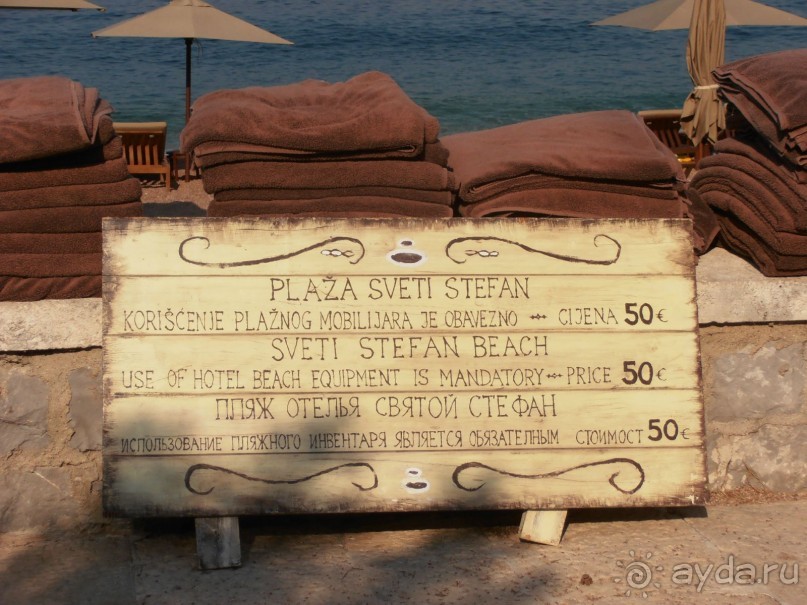 PLAŽA SVETI STEFAN
KORIŠĆENJE PLAŽNOG MOBILIJARA JE OBAVEZNO CIJENA 50€
SVETI STEFAN BEACH
USE OF HOTEL BEACH EQUIPMENT IS MANDATORY PRICE 50€
ПЛЯЖ ОТЕЛЬЯ СВЯТОЙ СТЕФАН
ИСПОЛЬЗОВАНИЕ ПЛЯЖНОГО ИНВЕНТАРЯ ЯВЛЯЕТСЯ ОБЯЗАТЕЛЬНЫМ СТОИМОСТ 50€
ayda.ru